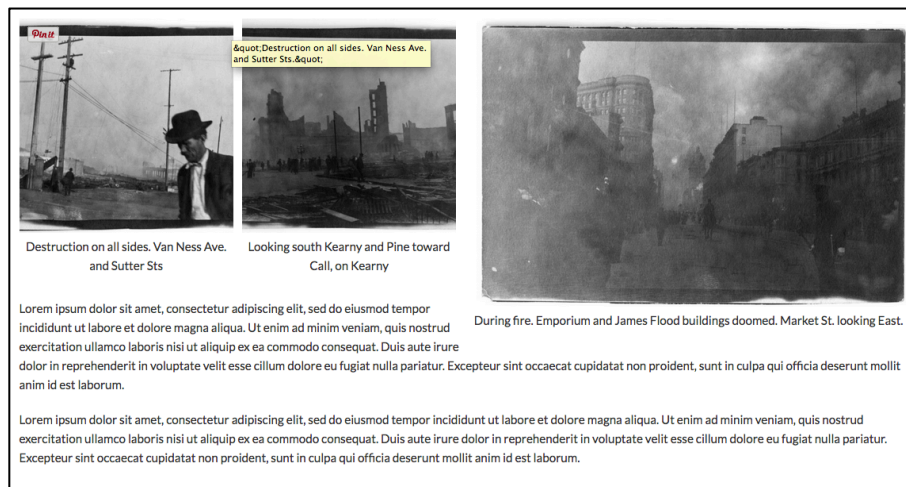 Pin it
&quot;Destruction on all sides. Van Ness Ave.
and Sutter Sts.&quot;
Destruction on all sides. Van Ness Ave.
and Sutter Sts
Looking south Kearny and Pine toward
Call, on Kearny
During fire. Emporium and James Flood buildings doomed. Market St. looking East.
Lorem ipsum dolor sit amet, consectetur adipiscing elit, sed do eiusmod tempor
incididunt ut labore et dolore magna aliqua. Ut enim ad minim veniam, quis nostrud
exercitation ullamco laboris nisi ut aliquip ex ea commodo consequat. Duis aute irure
dolor in reprehenderit in voluptate velit esse cillum dolore eu fugiat nulla pariatur. Excepteur sint occaecat cupidatat non proident, sunt in culpa qui officia deserunt mollit
anim id est laborum.
Lorem ipsum dolor sit amet, consectetur adipiscing elit, sed do eiusmod tempor incididunt ut labore et dolore magna aliqua. Ut enim ad minim veniam, quis nostrud
exercitation ullamco laboris nisi ut aliquip ex ea commodo consequat. Duis aute irure dolor in reprehenderit in voluptate velit esse cillum dolore eu fugiat nulla pariatur.
Excepteur sint occaecat cupidatat non proident, sunt in culpa qui officia deserunt mollit anim id est laborum.